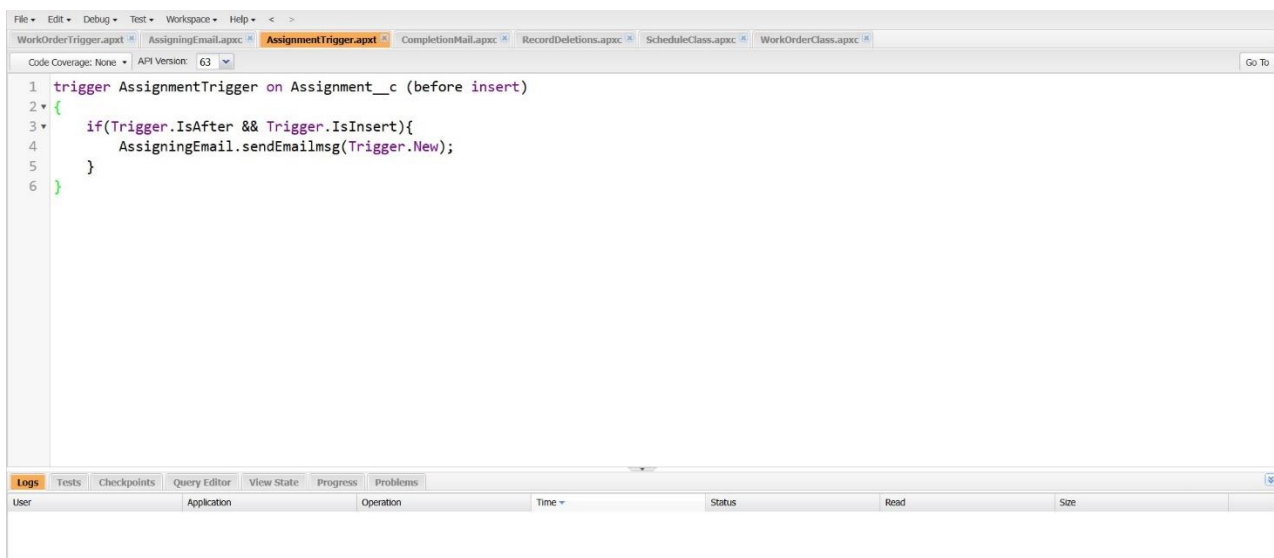 File Edit Debug Test Workspace Help < >
WorkOrderTrigger.apxt AssigningEmail.apxc AssignmentTrigger.apxt CompletionMail.apxc RecordDeletions.apxc ScheduleClass.apxc WorkOrderClass.apxc
Code Coverage: None API Version: 63 Go To
1 trigger AssignmentTrigger on Assignment__c (before insert)
2 {
3 if(Trigger.IsAfter && Trigger.IsInsert){
4 AssigningEmail.sendEmailmsg(Trigger.New);
5 }
6 }
Logs Tests Checkpoints Query Editor View State Progress Problems
User Application Operation Time Status Read Size